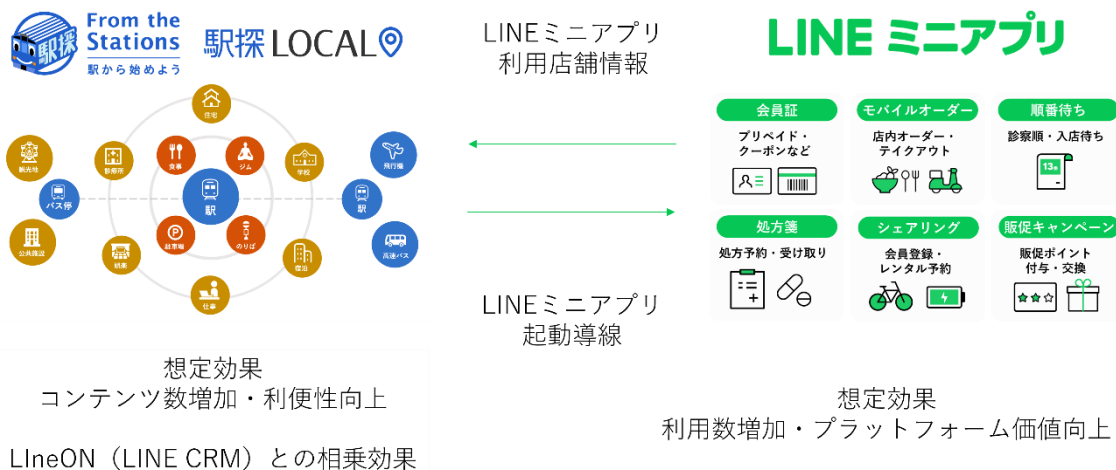 From the
Stations
駅から始めよう
駅探
駅探 LOCAL
LINEミニアプリ
利用店舗情報
LINE ミニアプリ
住宅
観光地
診療所
食事
ジム
学校
飛行機
バス停
駅
駅
公共施設
娯楽
駐車場
のりば
宿泊
高速バス
仕事
会員証
プリペイド・
クーポンなど
モバイルオーダー
店内オーダー・
テイクアウト
順番待ち
診察順・入店待ち
処方箋
処方予約・受け取り
シェアリング
会員登録・
レンタル予約
販促キャンペーン
販促ポイント
付与・交換
LINEミニアプリ
起動導線
想定効果
コンテンツ数増加・利便性向上
LIneON（LINE CRM）との相乗効果
想定効果
利用数増加・プラットフォーム価値向上